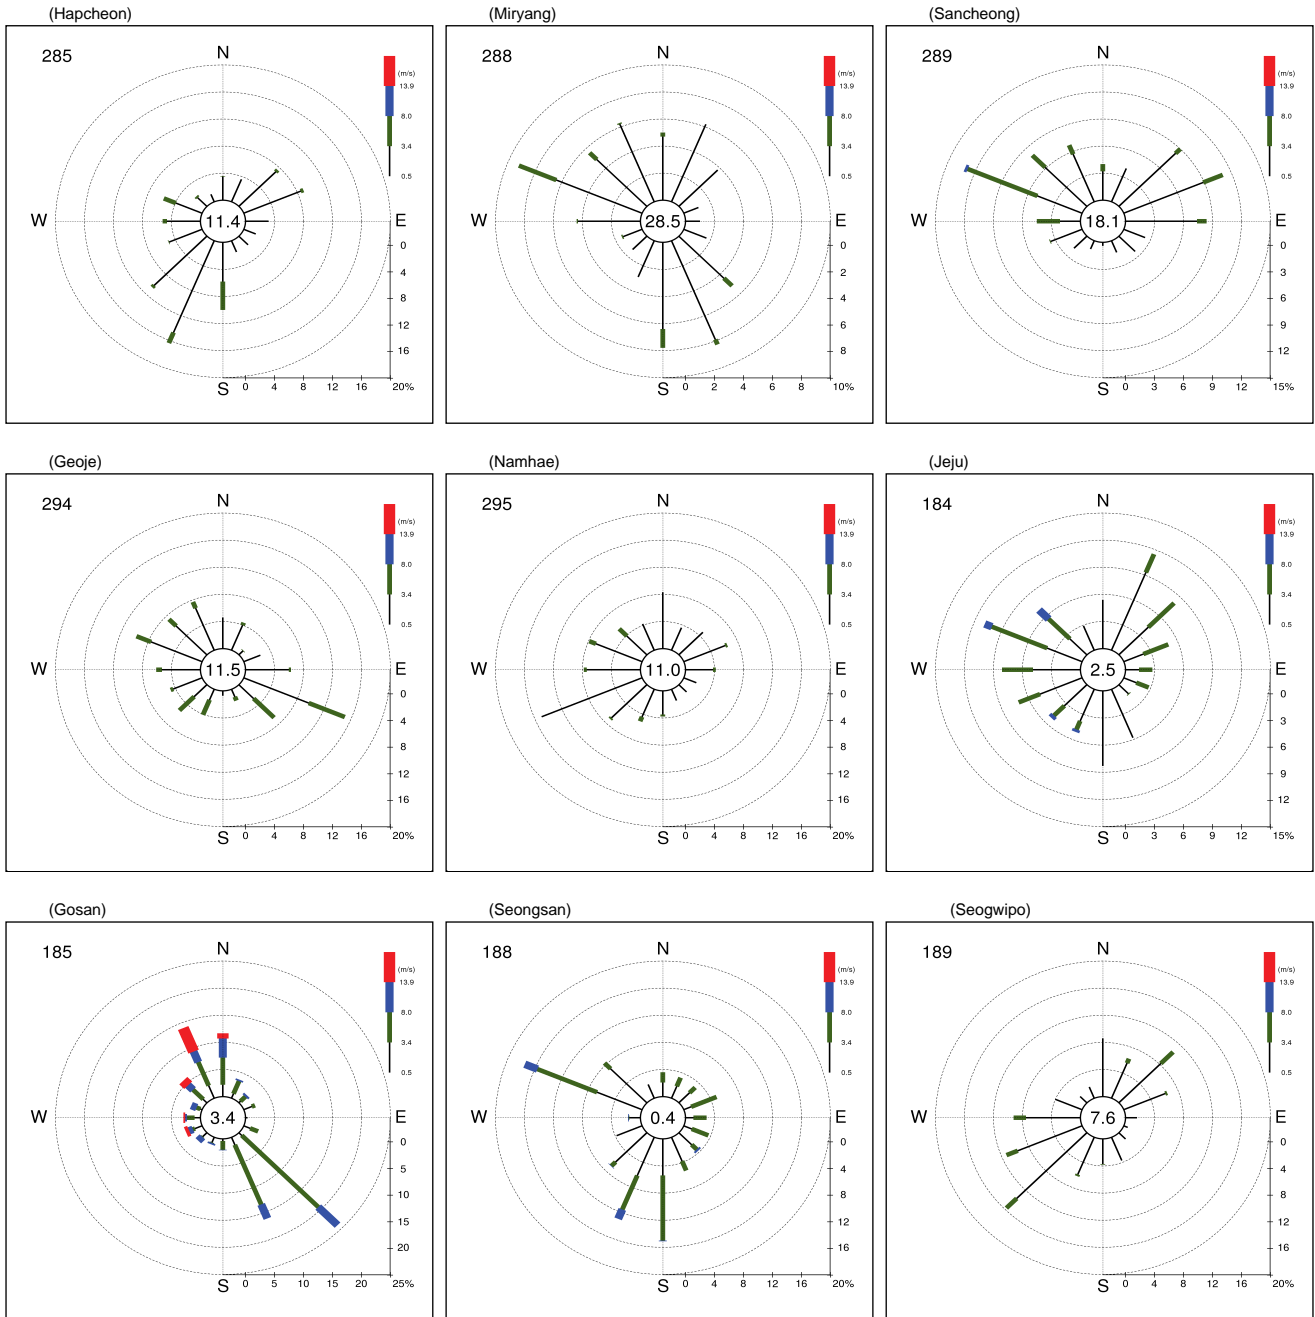 (Hapcheon)
285
N
(m/s)
13.9
8.0
3.4
0.5
W
11.4
E
0
4
8
12
16
S
0 4 8 12 16 20%
(Miryang)
288
N
(m/s)
13.9
8.0
3.4
0.5
W
28.5
E
0
2
4
6
8
S
0 2 4 6 8 10%
(Sancheong)
289
N
(m/s)
13.9
8.0
3.4
0.5
W
18.1
E
0
3
6
9
12
S
0 3 6 9 12 15%
(Geoje)
294
N
(m/s)
13.9
8.0
3.4
0.5
W
11.5
E
0
4
8
12
16
S
0 4 8 12 16 20%
(Namhae)
295
N
(m/s)
13.9
8.0
3.4
0.5
W
11.0
E
0
4
8
12
16
S
0 4 8 12 16 20%
(Jeju)
184
N
(m/s)
13.9
8.0
3.4
0.5
W
2.5
E
0
3
6
9
12
S
0 3 6 9 12 15%
(Gosan)
185
N
(m/s)
13.9
8.0
3.4
0.5
W
3.4
E
0
5
10
15
20
S
0 5 10 15 20 25%
(Seongsan)
188
N
(m/s)
13.9
8.0
3.4
0.5
W
0.4
E
0
4
8
12
16
S
0 4 8 12 16 20%
(Seogwipo)
189
N
(m/s)
13.9
8.0
3.4
0.5
W
7.6
E
0
4
8
12
16
S
0 4 8 12 16 20%